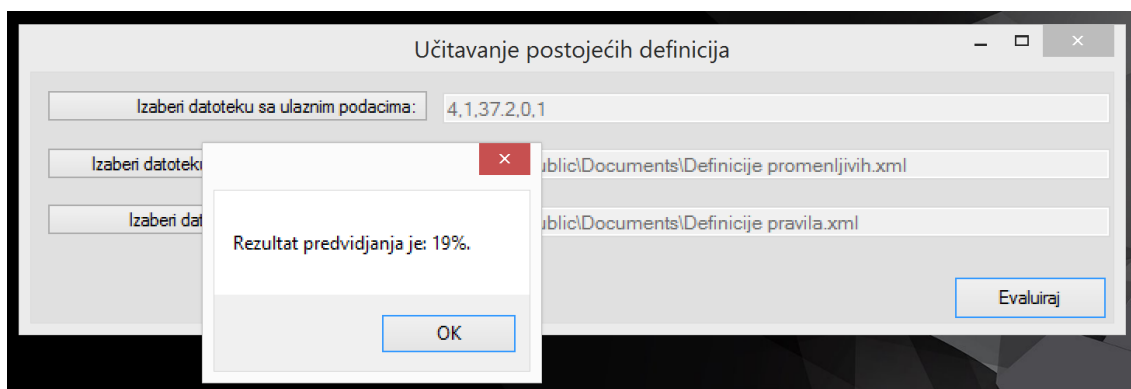 Učitavanje postojećih definicija
Izaberi datoteku sa ulaznim podacima:
4,1,37.2,0,1
Izaberi datoteku
ublic\Documents\Definicije promenljivih.xml
Izaberi dat
ublic\Documents\Definicije pravila.xml
Rezultat predvidjanja je: 19%.
OK
Evaluiraj